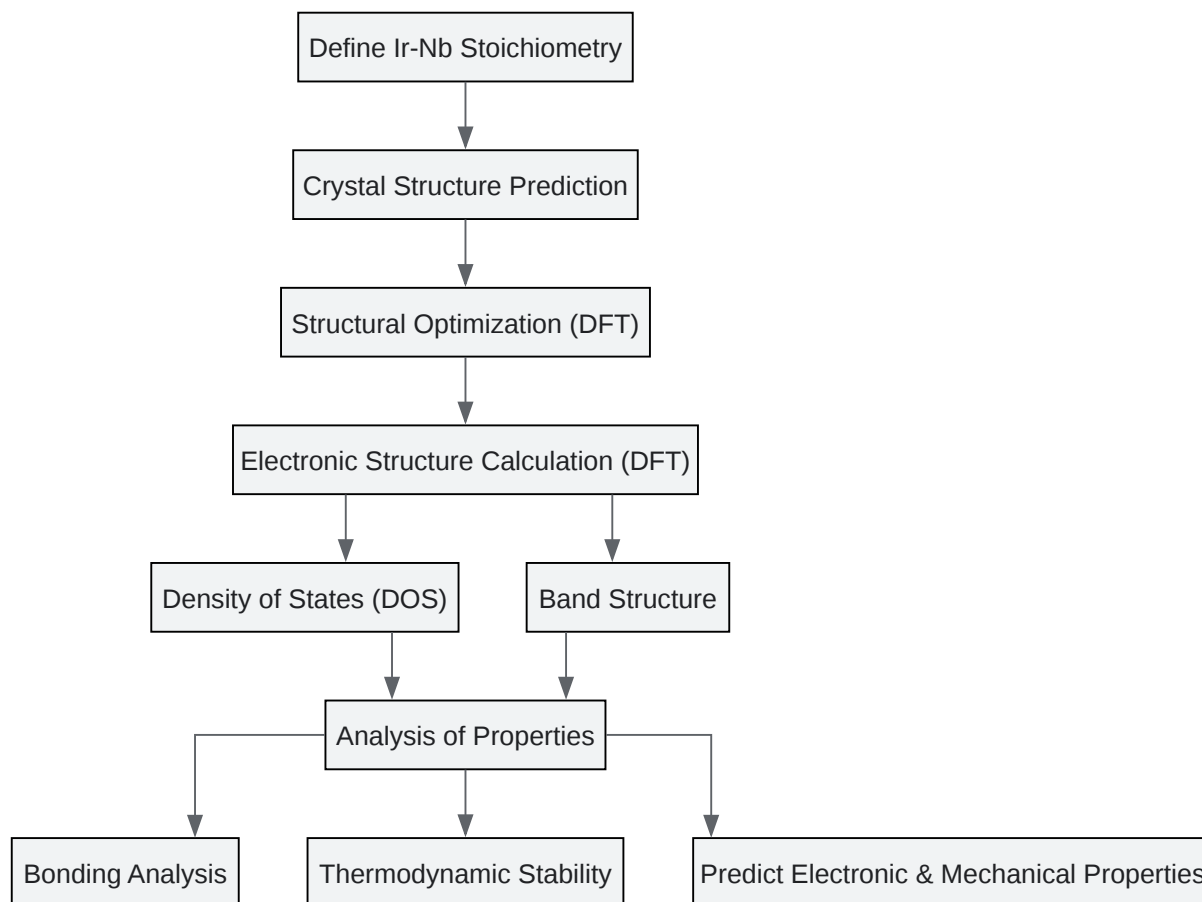 Define Ir-Nb Stoichiometry
Crystal Structure Prediction
Structural Optimization (DFT)
Electronic Structure Calculation (DFT)
Density of States (DOS)
Band Structure
Analysis of Properties
Bonding Analysis
Thermodynamic Stability
Predict Electronic & Mechanical Properties